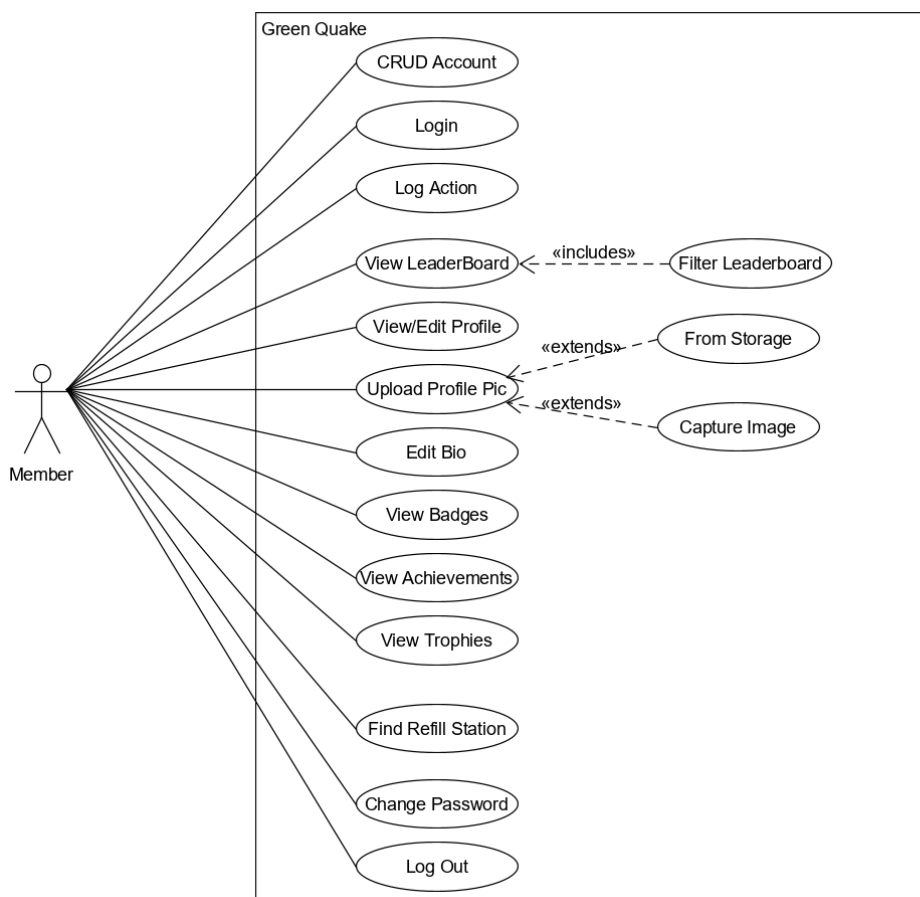 Green Quake
CRUD Account
Login
Log Action
View LeaderBoard
«includes»
Filter Leaderboard
View/Edit Profile
«extends»
From Storage
Upload Profile Pic
«extends»
Capture Image
Edit Bio
Member
View Badges
View Achievements
View Trophies
Find Refill Station
Change Password
Log Out